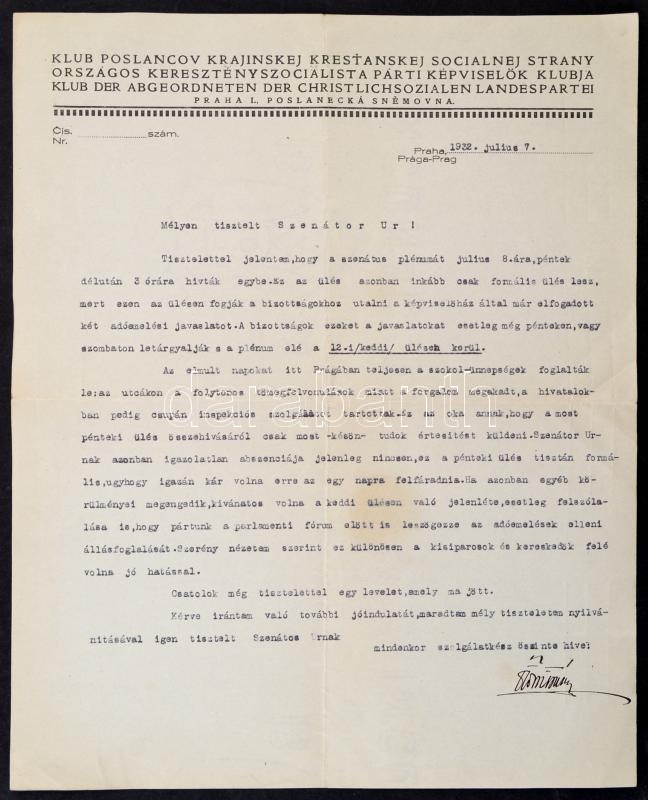 KLUB POSLANCOV KRAJINSKEJ KRESŤANSKEJ SOCIALNEJ STRANY
ORSZÁGOS KERESZTÉNYSZOCIÁLISTA PÁRTI KÉPVISELŐK KLUBJA
KLUB DER ABGEORDNETEN DER CHRISTLICHSOZIALEN LANDESPARTEI
PRAHA I., POSLANECKÁ SNĚMOVNA.
Čís. szám.
Nr.
Praha, 1932. julius 7.
Prága-Prag
Mélyen tisztelt Szenátor Ur!
Tisztelettel jelentem,hogy a szenátus plénumát julius 8.ára,péntek
délután 3 órára hivták egybe.Ez az ülés azonban inkább csak formális ülés lesz,
mert ezen az ülésen fogják a bizottságokhoz utalni a képviselőház által már elfogadott
két adóemelési javaslatot.A bizottságok ezeket a javaslatokat esetleg még pénteken,vagy
szombaton letárgyalják s a plénum elé a 12.i/keddi/ ülésen kerül.
Az elmult napokat itt Prágában teljesen a szokol-ünnepségek foglalták
le:az utcákon a folytonos tömegfelvonulások miatt a forgalom megakadt,a hivatalok-
ban pedig csupán inspekciós szolgálatot tartottak.Ez az oka annak,hogy a most
pénteki ülés összehivásáról csak most -későn- tudok értesitést küldeni.Szenátor Ur-
nak azonban igazolatlan abszenciája jelenleg nincsen,ez a pénteki ülés tisztán formá-
lis,ugyhogy igazán kár volna erre az egy napra felfáradnia.Ha azonban egyéb kö-
rülményei megengedik,kivánatos volna a keddi ülésen való jelenléte,esetleg felszóla-
lása is,hogy pártunk a parlamenti fórum előtt is leszögezze az adóemelések elleni
állásfoglalását.Szerény nézetem szerint ez különösen a kisiparosok és kereskedők felé
volna jó hatással.
Csatolok még tisztelettel egy levelet,amely ma jött.
Kérve irántam való további jóindulatát,maradtam mély tiszteletem nyilvá-
nitásával igen tisztelt Szenátos Urnak
mindenkor szolgálatkész őszinte hive:
darabanth